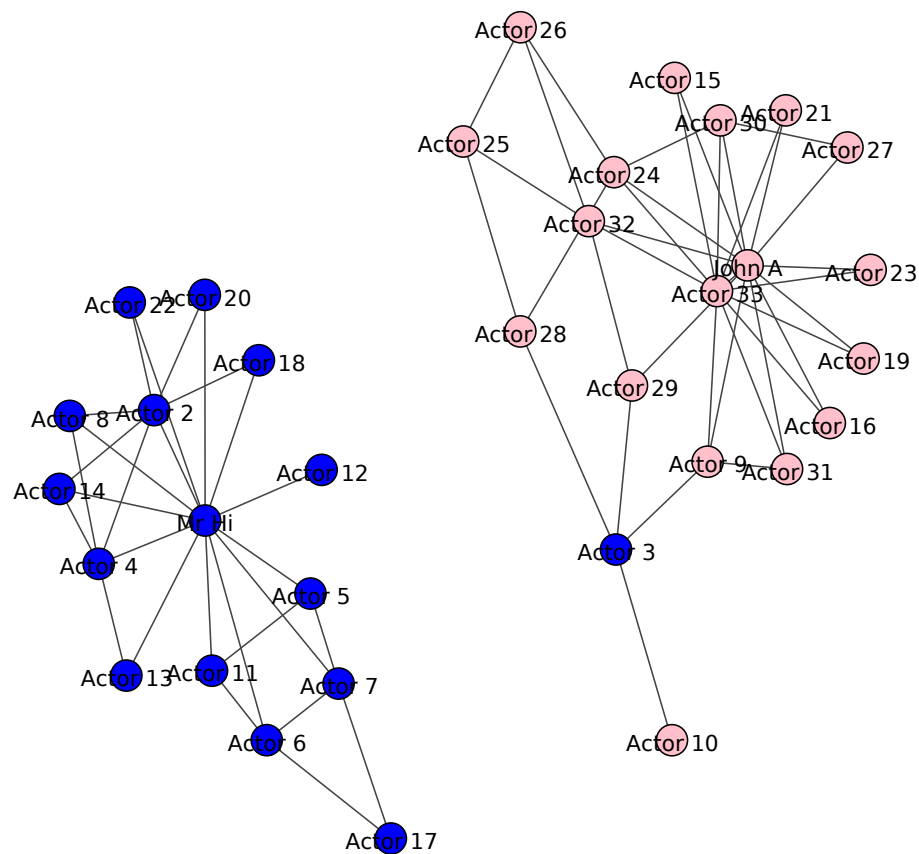 Actor 26
Actor 15
Actor 30
Actor 21
Actor 25
Actor 27
Actor 24
Actor 32
John A
Actor 23
Actor 33
Actor 22
Actor 20
Actor 28
Actor 18
Actor 19
Actor 29
Actor 8
Actor 2
Actor 16
Actor 12
Actor 9
Actor 31
Actor 14
Mr Hi
Actor 3
Actor 4
Actor 5
Actor 13
Actor 11
Actor 7
Actor 6
Actor 10
Actor 17